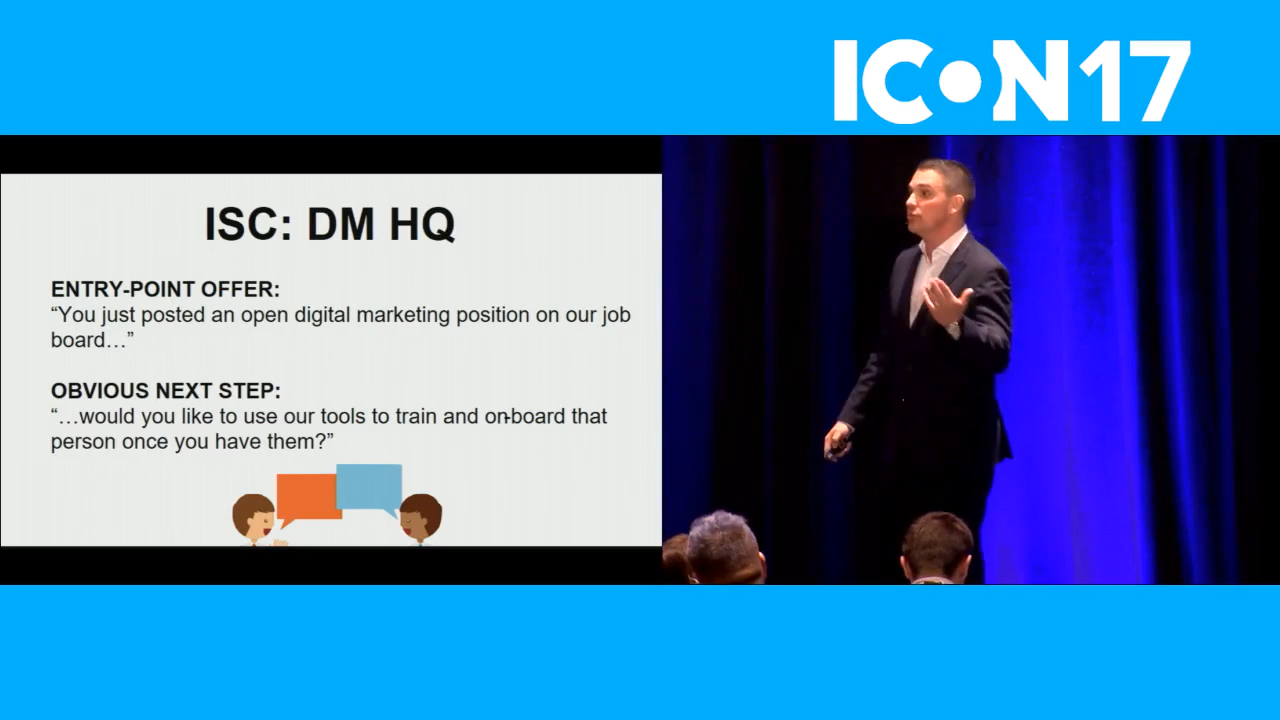 ICON17
ISC: DM HQ
ENTRY-POINT OFFER:
“You just posted an open digital marketing position on our job
board…”
OBVIOUS NEXT STEP:
“…would you like to use our tools to train and on-board that
person once you have them?”